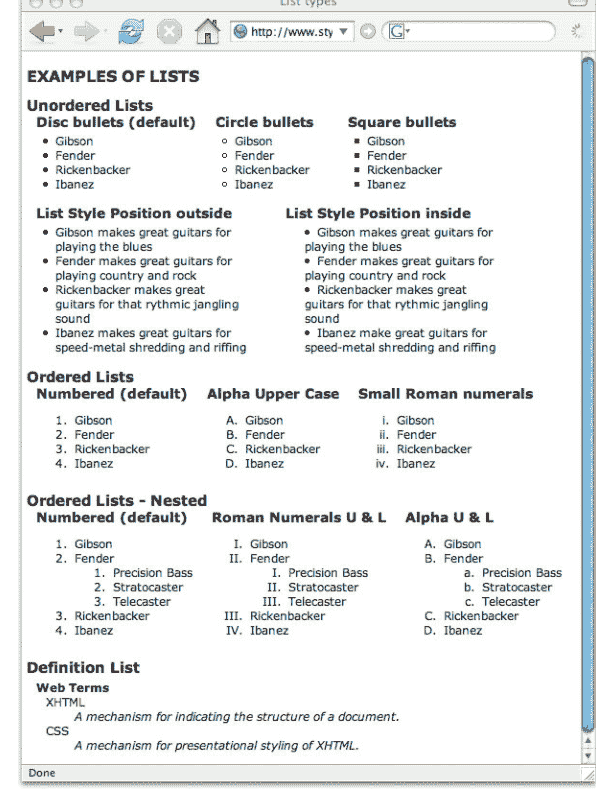 List types
http://www.sty
G
EXAMPLES OF LISTS
Unordered Lists
Disc bullets (default) Circle bullets Square bullets
• Gibson ○ Gibson ▪ Gibson
• Fender ○ Fender ▪ Fender
• Rickenbacker ○ Rickenbacker ▪ Rickenbacker
• Ibanez ○ Ibanez ▪ Ibanez
List Style Position outside
• Gibson makes great guitars for
playing the blues
• Fender makes great guitars for
playing country and rock
• Rickenbacker makes great
guitars for that rythmic jangling
sound
• Ibanez makes great guitars for
speed-metal shredding and riffing
List Style Position inside
• Gibson makes great guitars for
playing the blues
• Fender makes great guitars for
playing country and rock
• Rickenbacker makes great
guitars for that rythmic jangling
sound
• Ibanez make great guitars for
speed-metal shredding and riffing
Ordered Lists
Numbered (default) Alpha Upper Case Small Roman numerals
1. Gibson A. Gibson i. Gibson
2. Fender B. Fender ii. Fender
3. Rickenbacker C. Rickenbacker iii. Rickenbacker
4. Ibanez D. Ibanez iv. Ibanez
Ordered Lists - Nested
Numbered (default) Roman Numerals U & L Alpha U & L
1. Gibson I. Gibson A. Gibson
2. Fender II. Fender B. Fender
1. Precision Bass I. Precision Bass a. Precision Bass
2. Stratocaster II. Stratocaster b. Stratocaster
3. Telecaster III. Telecaster c. Telecaster
3. Rickenbacker III. Rickenbacker C. Rickenbacker
4. Ibanez IV. Ibanez D. Ibanez
Definition List
Web Terms
XHTML
A mechanism for indicating the structure of a document.
CSS
A mechanism for presentational styling of XHTML.
Done